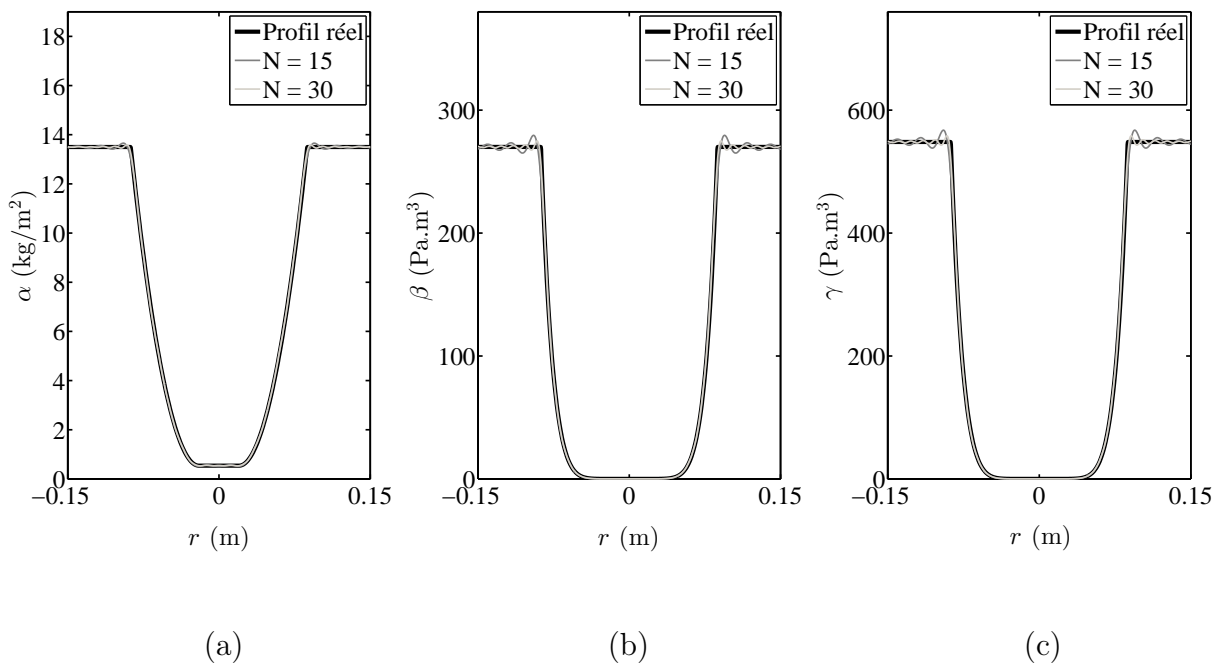 18
16
14
12
10
8
6
4
2
0
α (kg/m²)
−0.15
0
0.15
r (m)
Profil réel
N = 15
N = 30
(a)
300
200
100
0
β (Pa.m³)
−0.15
0
0.15
r (m)
Profil réel
N = 15
N = 30
(b)
600
400
200
0
γ (Pa.m³)
−0.15
0
0.15
r (m)
Profil réel
N = 15
N = 30
(c)